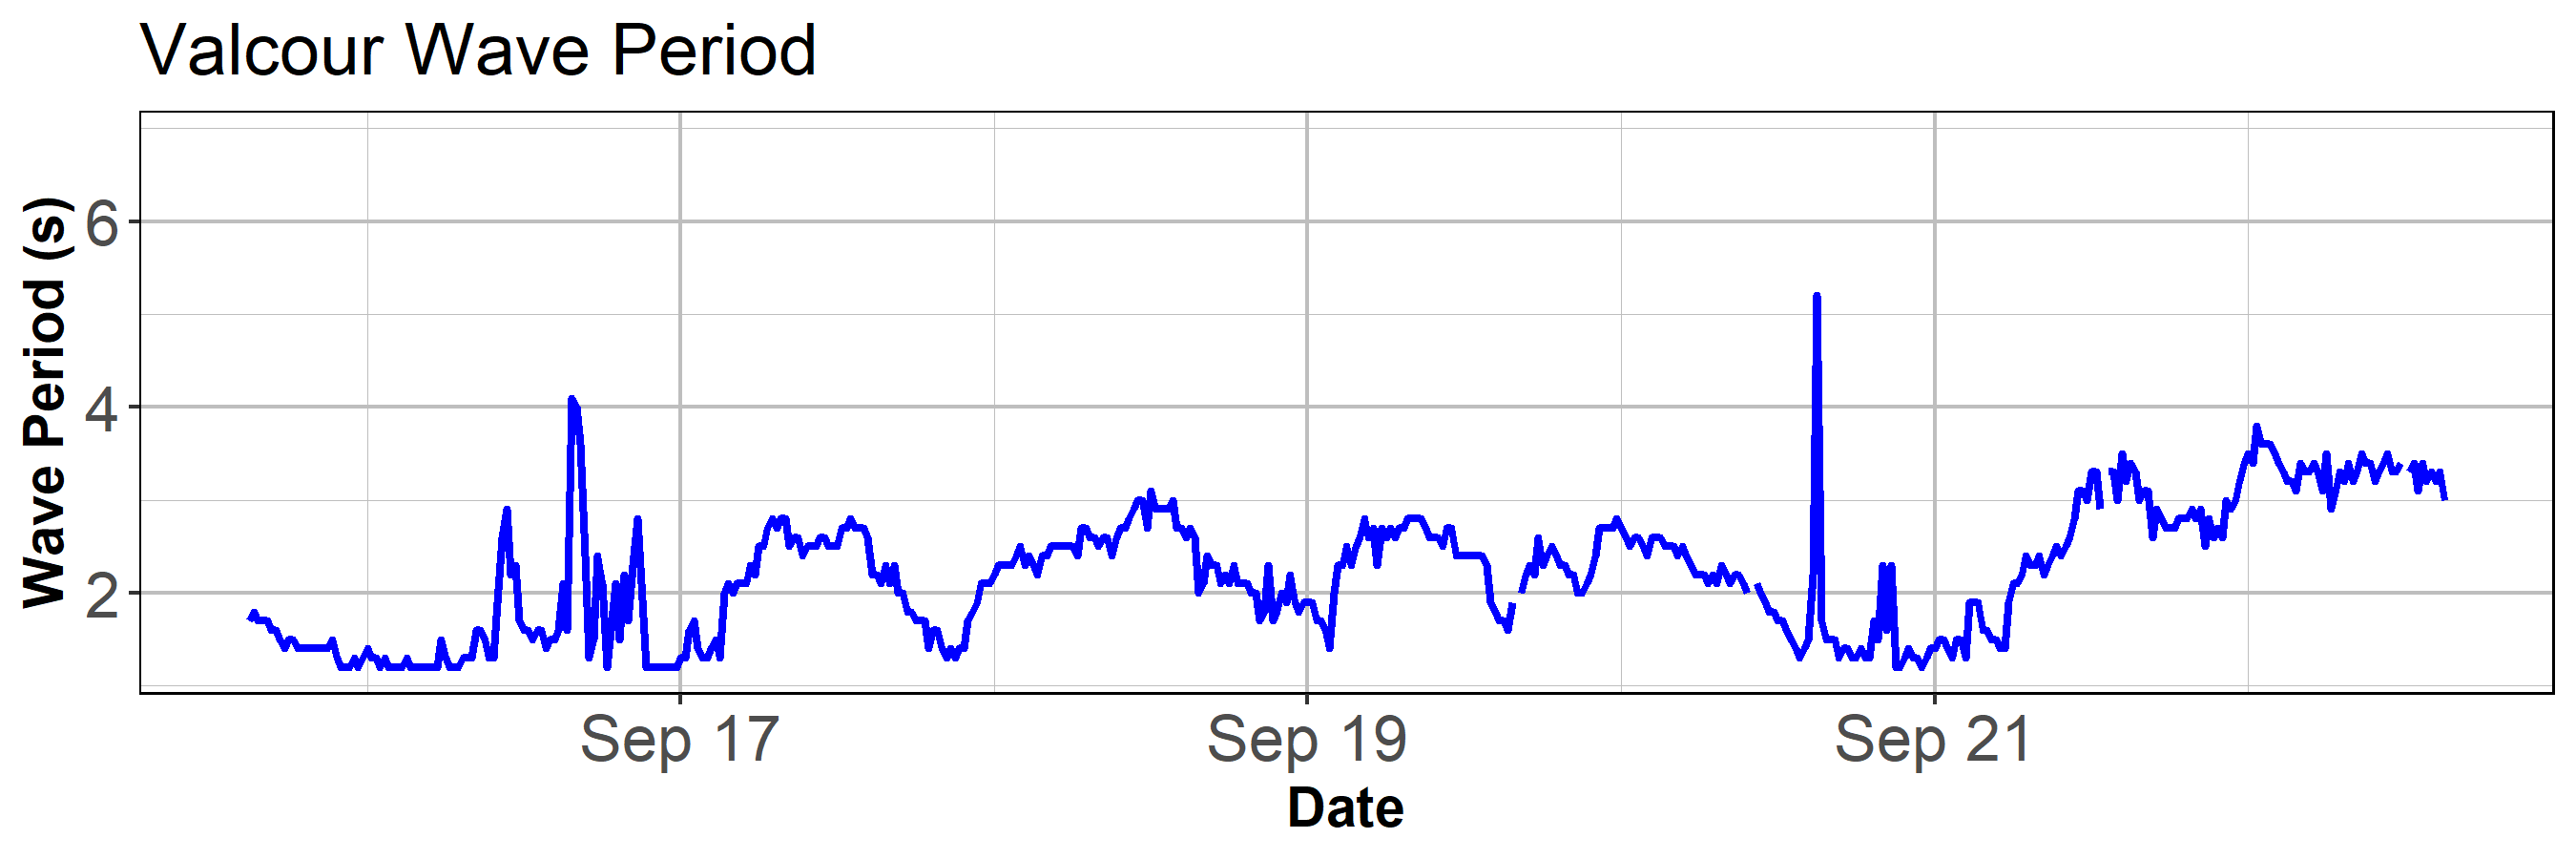 Valcour Wave Period
Wave Period (s)
6
4
2
Sep 17 Sep 19 Sep 21
Date